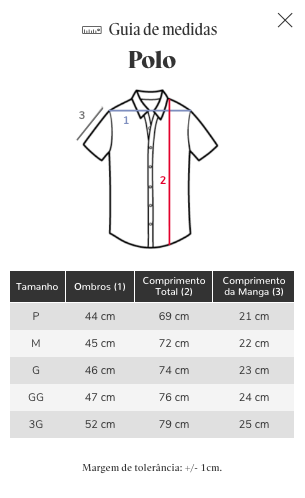 Guia de medidas
Polo
3
1
2
Tamanho Ombros (1) Comprimento Total (2) Comprimento da Manga (3)
P 44 cm 69 cm 21 cm
M 45 cm 72 cm 22 cm
G 46 cm 74 cm 23 cm
GG 47 cm 76 cm 24 cm
3G 52 cm 79 cm 25 cm
Margem de tolerância: +/- 1cm.